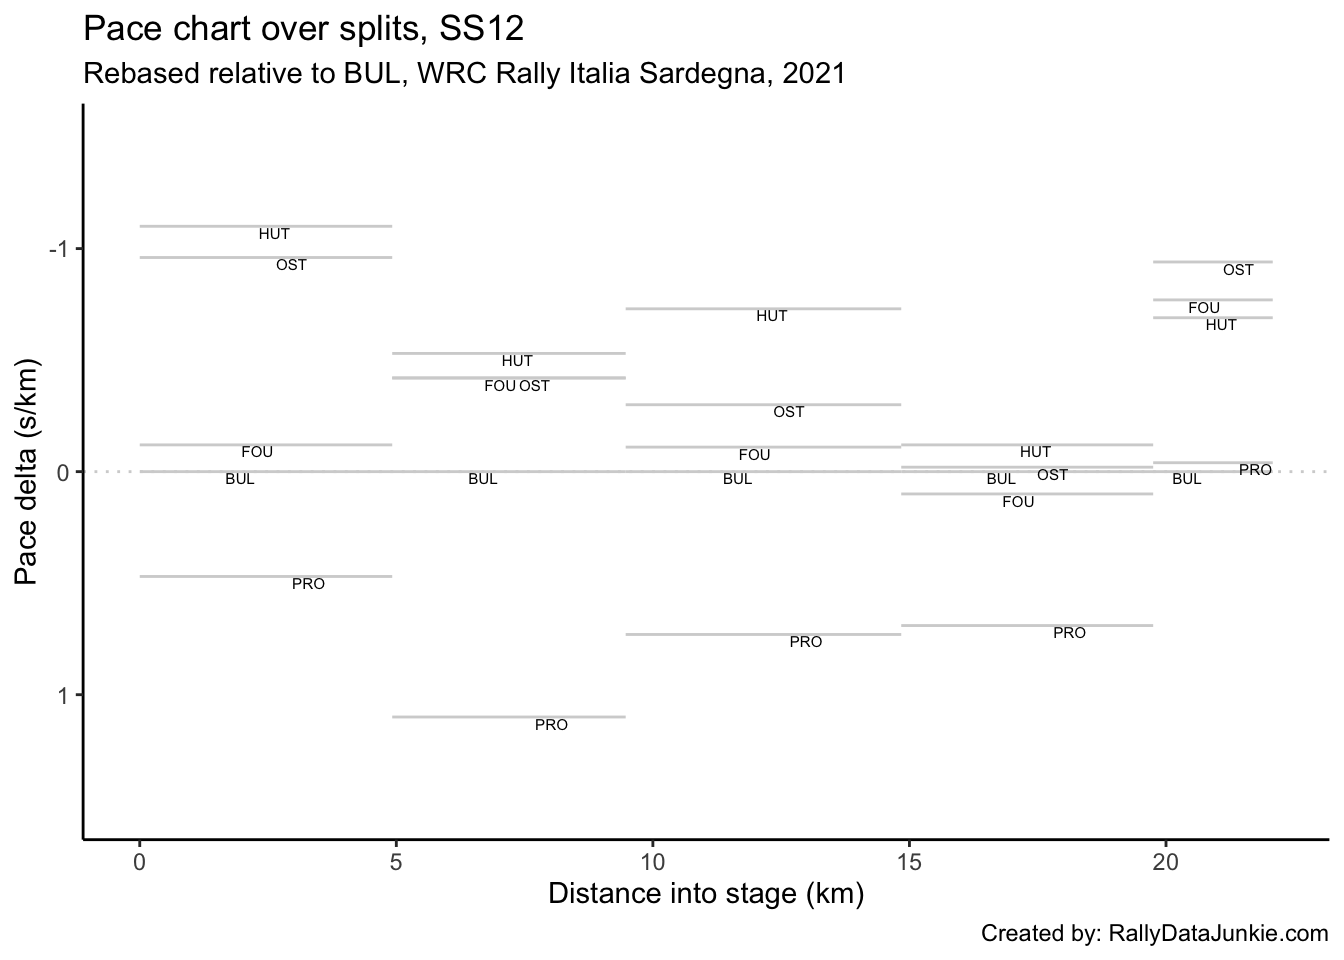 Pace chart over splits, SS12
Rebased relative to BUL, WRC Rally Italia Sardegna, 2021
Pace delta (s/km)
-1
0
1
HUT
OST
FOU
BUL
PRO
HUT
FOU OST
BUL
PRO
HUT
OST
FOU
BUL
PRO
HUT
OST
BUL
FOU
PRO
OST
FOU
HUT
PRO
BUL
0 5 10 15 20
Distance into stage (km)
Created by: RallyDataJunkie.com